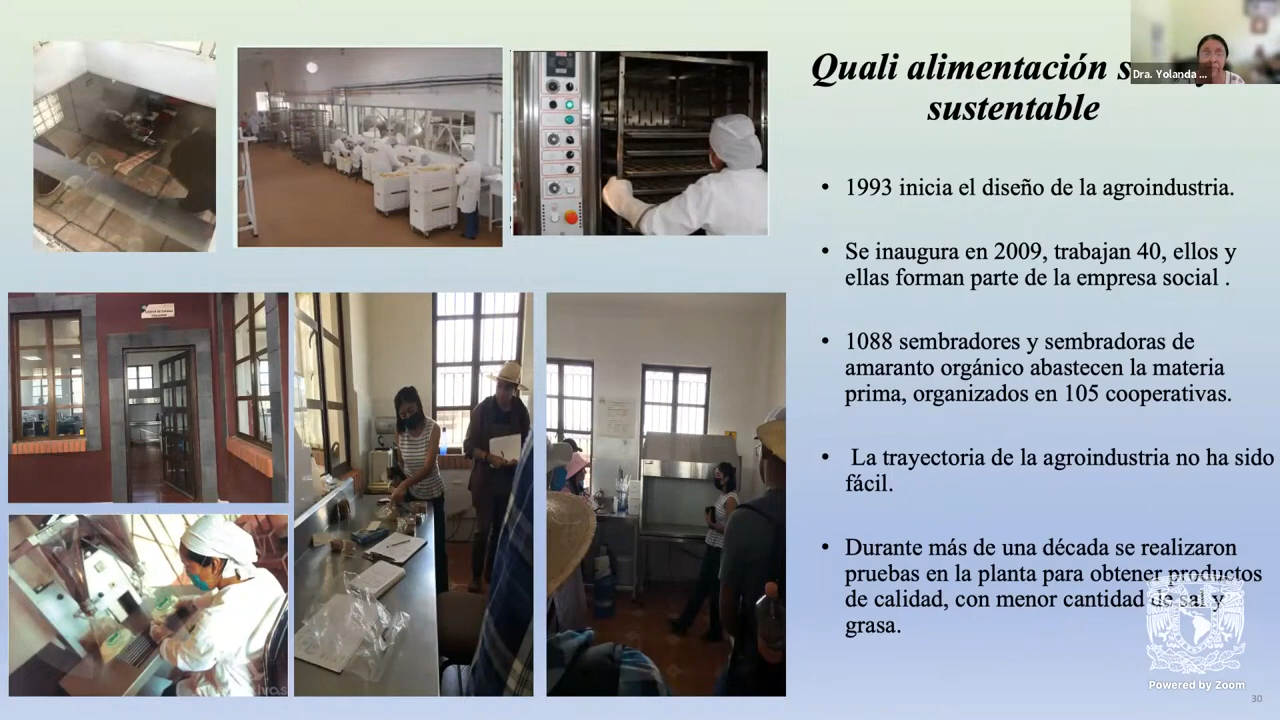 Quali alimentación s
sustentable
Dra. Yolanda ...
• 1993 inicia el diseño de la agroindustria.
• Se inaugura en 2009, trabajan 40, ellos y
ellas forman parte de la empresa social .
• 1088 sembradores y sembradoras de
amaranto orgánico abastecen la materia
prima, organizados en 105 cooperativas.
• La trayectoria de la agroindustria no ha sido
fácil.
• Durante más de una década se realizaron
pruebas en la planta para obtener productos
de calidad, con menor cantidad de sal y
grasa.
Powered by Zoom
30